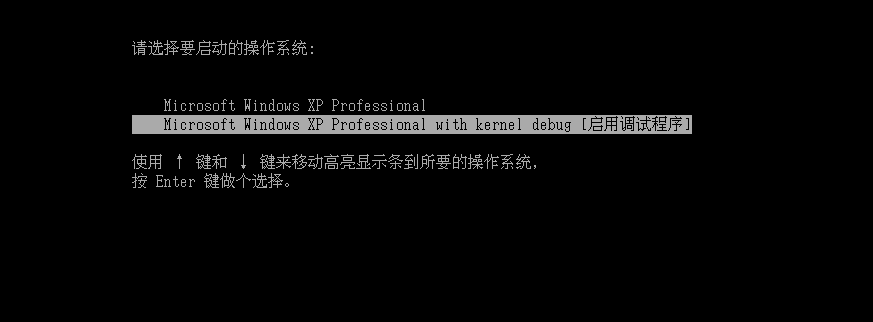 请选择要启动的操作系统:
Microsoft Windows XP Professional
Microsoft Windows XP Professional with kernel debug [启用调试程序]
使用 ↑ 键和 ↓ 键来移动高亮显示条到所要的操作系统,
按 Enter 键做个选择。